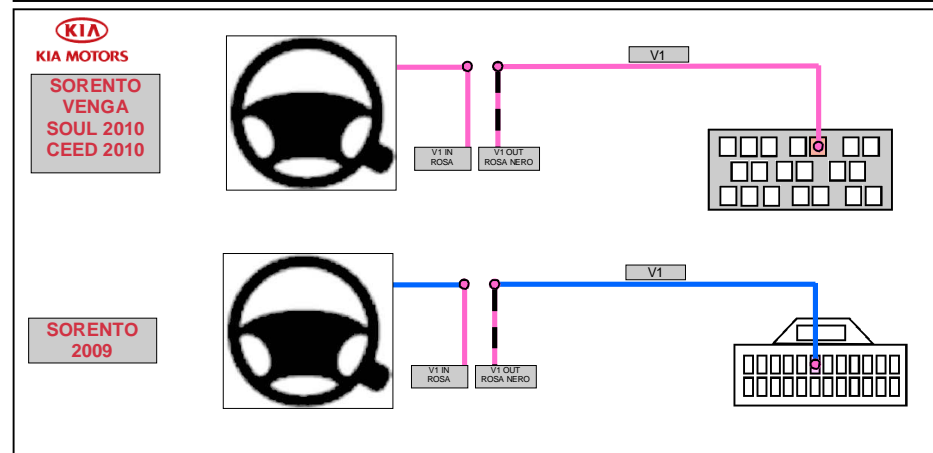 KIA
KIA MOTORS
SORENTO
VENGA
SOUL 2010
CEED 2010
V1
V1 IN
ROSA
V1 OUT
ROSA NERO
SORENTO
2009
V1
V1 IN
ROSA
V1 OUT
ROSA NERO